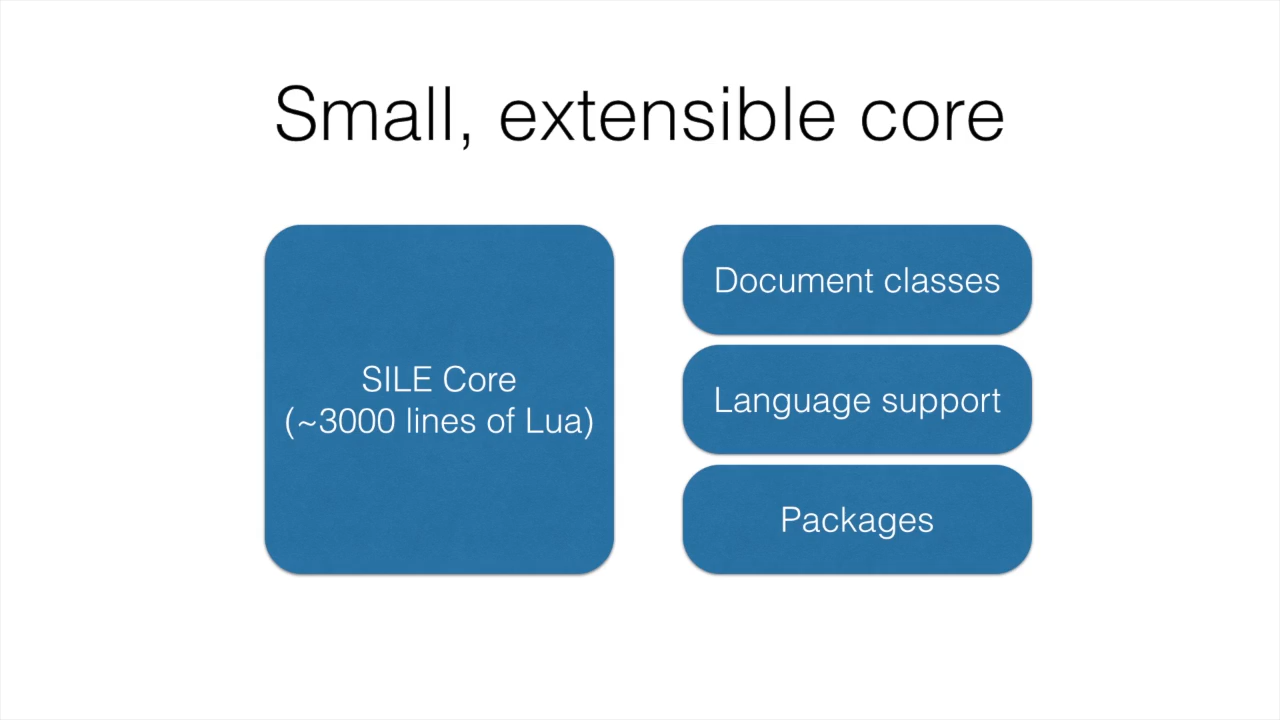 Small, extensible core
SILE Core
(~3000 lines of Lua)
Document classes
Language support
Packages